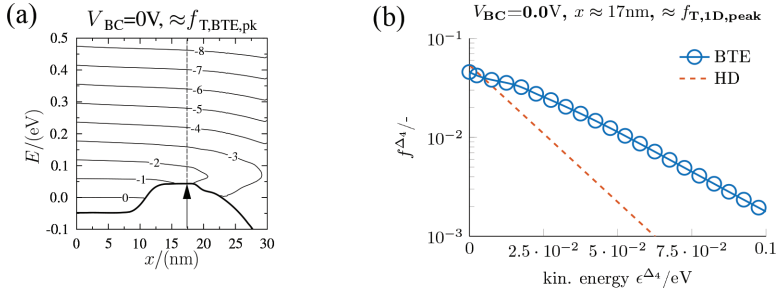 (a)
V_BC=0V, ≈f_T,BTE,pk
0.5
0.4
0.3
0.2
0.1
0.0
-0.1
E/(eV)
-8
-7
-6
-5
-4
-3
-2
-1
0
0 5 10 15 20 25 30
x/(nm)
(b)
V_BC=0.0V, x ≈ 17nm, ≈ f_T,1D,peak
10^−1
10^−2
10^−3
f^Δ4/-
BTE
HD
0 2.5 · 10^−2 5 · 10^−2 7.5 · 10^−2 0.1
kin. energy ϵ^Δ4/eV